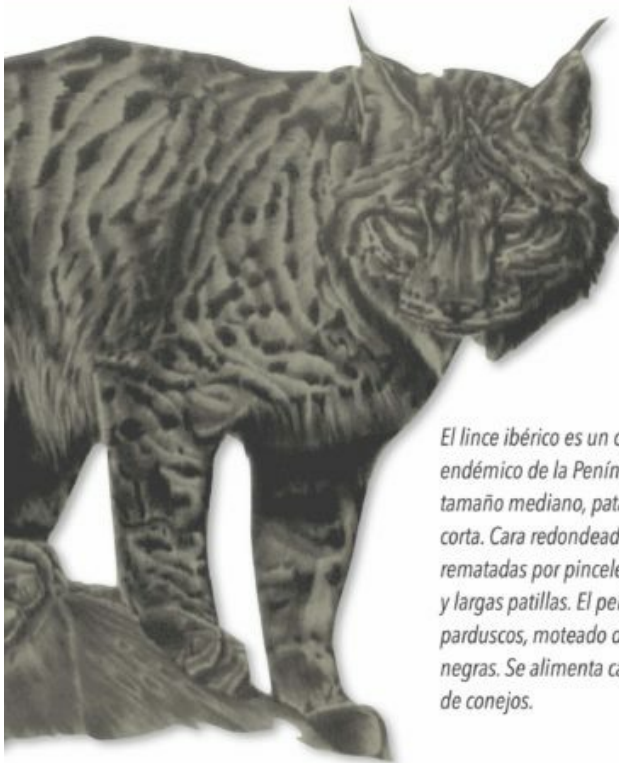 El lince ibérico es un
endémico de la
tamaño mediano,
corta. Cara
rematadas por
y largas patillas. El
parduscos, moteado
negras. Se alimenta
de conejos.